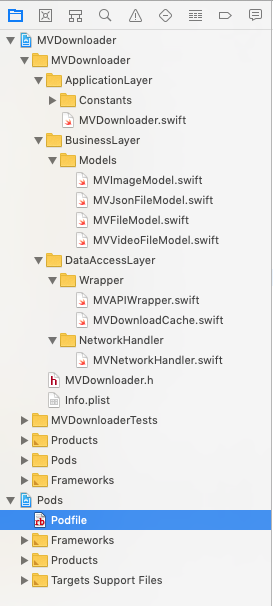 MVDownloader
MVDownloader
ApplicationLayer
Constants
MVDownloader.swift
BusinessLayer
Models
MVImageModel.swift
MVJsonFileModel.swift
MVFileModel.swift
MVVideoFileModel.swift
DataAccessLayer
Wrapper
MVAPIWrapper.swift
MVDownloadCache.swift
NetworkHandler
MVNetworkHandler.swift
h MVDownloader.h
Info.plist
MVDownloaderTests
Products
Pods
Frameworks
Pods
rb Podfile
Frameworks
Products
Targets Support Files